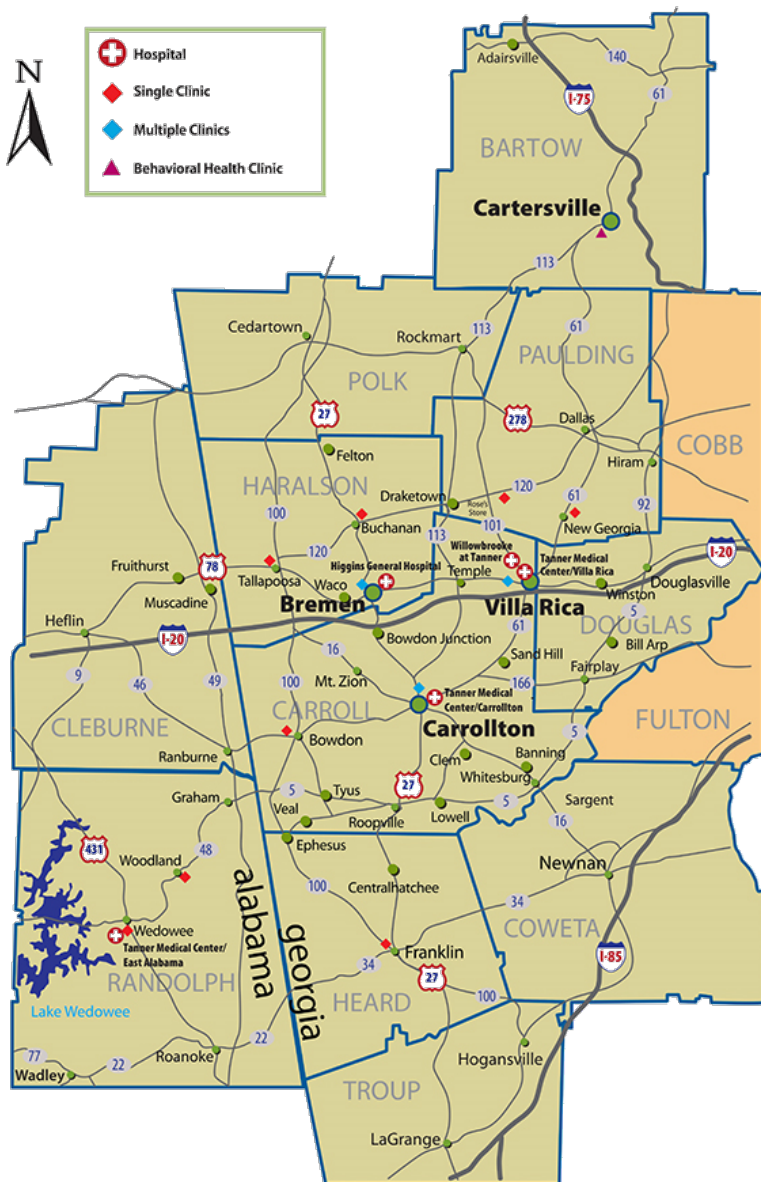 N
Hospital
Single Clinic
Multiple Clinics
Behavioral Health Clinic
Adairsville
140
61
I-75
BARTOW
Cartersville
113
Cedartown
Rockmart
113
61
PAULDING
POLK
27
278
Dallas
COBB
Felton
Hiram
HARALSON
Draketown
Rose's
Store
120
61
92
100
Buchanan
101
New Georgia
113
120
Willowbrooke
at Tanner
Tanner Medical
Center/Villa Rica
I-20
78
Higgins General Hospital
Fruithurst
Tallapoosa
Waco
Temple
Douglasville
Muscadine
Bremen
Villa Rica
Winston
5
Heflin
I-20
Bowdon Junction
61
DOUGLAS
Bill Arp
16
Sand Hill
9
46
49
100
Mt. Zion
166
Fairplay
CARROLL
Tanner Medical
Center/Carrollton
FULTON
CLEBURNE
Carrollton
5
Bowdon
Ranburne
Clem
Banning
Whitesburg
27
Graham
5
Tyus
5
Sargent
Veal
Roopville
Lowell
16
431
48
Ephesus
Woodland
Newnan
Centralhatchee
100
34
alabama
georgia
COWETA
Wedowee
Tanner Medical Center/
East Alabama
Franklin
I-85
34
RANDOLPH
27
HEARD
100
Lake Wedowee
22
77
22
Roanoke
Hogansville
Wadley
TROUP
LaGrange